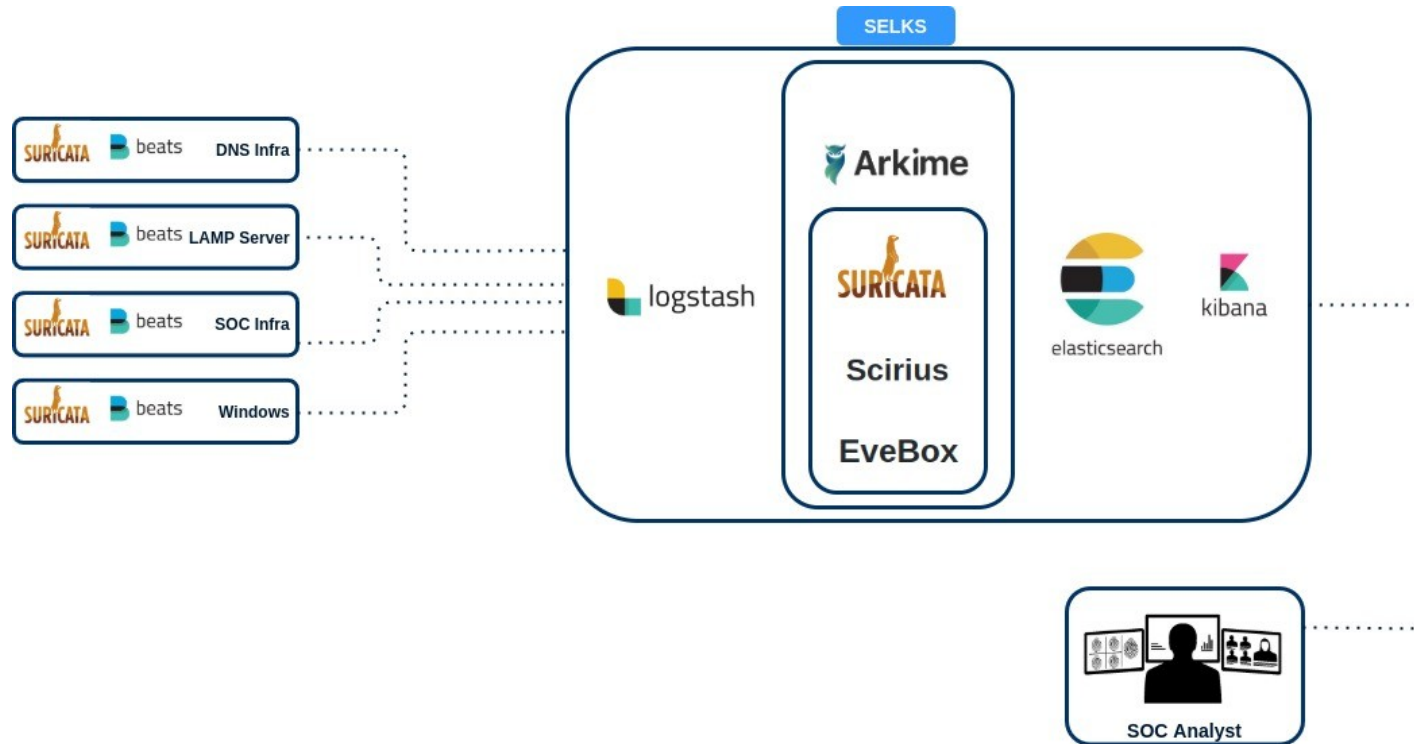 SELKS
SURICATA beats DNS Infra
SURICATA beats LAMP Server
SURICATA beats SOC Infra
SURICATA beats Windows
Arkime
logstash
SURICATA
Scirius
EveBox
elasticsearch
kibana
SOC Analyst